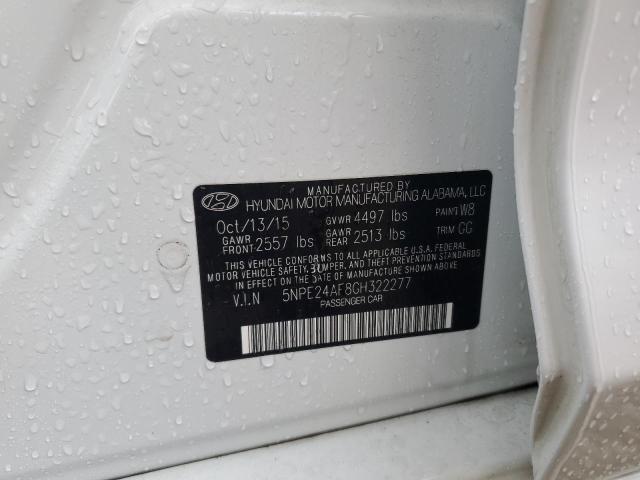 MANUFACTURED BY
HYUNDAI MOTOR MANUFACTURING ALABAMA, LLC
Oct/13/15 GVWR 4497 lbs PAINT W8
GAWR FRONT 2557 lbs GAWR REAR 2513 lbs TRIM GG
THIS VEHICLE CONFORMS TO ALL APPLICABLE U.S.A. FEDERAL
MOTOR VEHICLE SAFETY, BUMPER, AND THEFT PREVENTION STANDARDS
IN EFFECT ON THE DATE OF MANUFACTURE SHOWN ABOVE.
V.I.N 5NPE24AF8GH322277
PASSENGER CAR